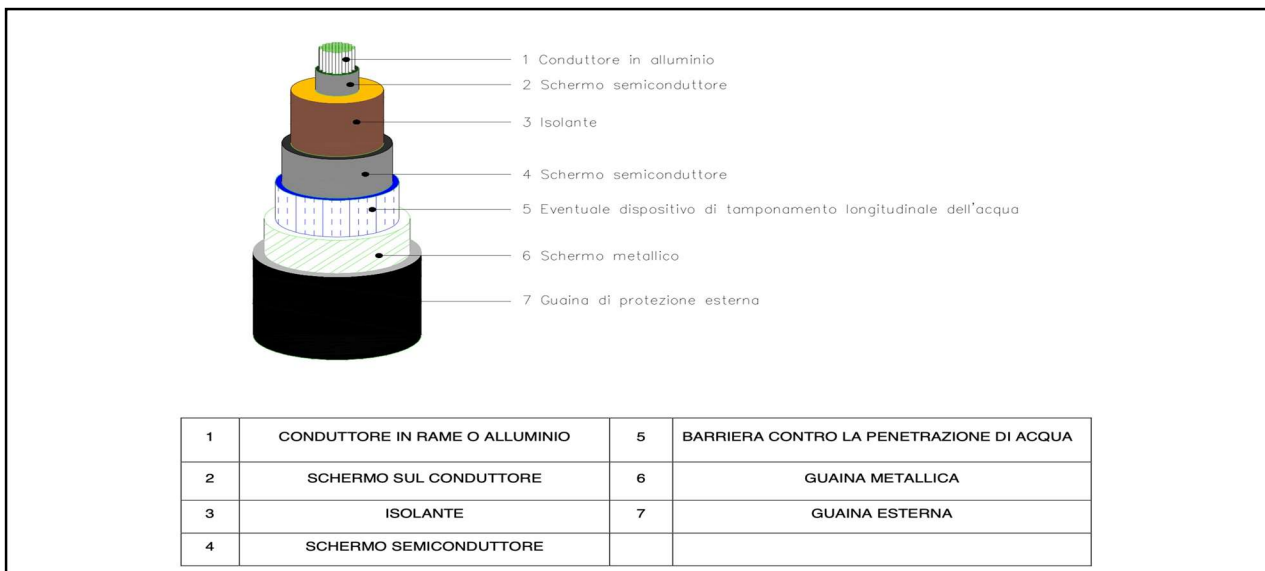 1 Conduttore in alluminio
2 Schermo semiconduttore
3 Isolante
4 Schermo semiconduttore
5 Eventuale dispositivo di tamponamento longitudinale dell'acqua
6 Schermo metallico
7 Guaina di protezione esterna
1 CONDUTTORE IN RAME O ALLUMINIO 5 BARRIERA CONTRO LA PENETRAZIONE DI ACQUA
2 SCHERMO SUL CONDUTTORE 6 GUAINA METALLICA
3 ISOLANTE 7 GUAINA ESTERNA
4 SCHERMO SEMICONDUTTORE